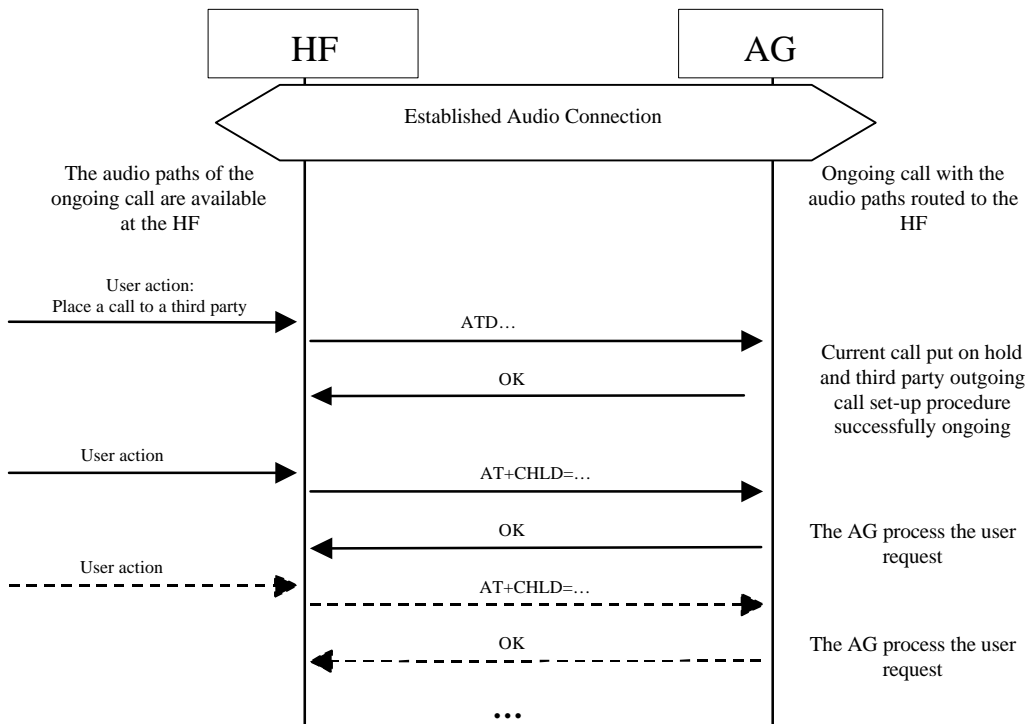 HF
AG
Established Audio Connection
The audio paths of the
ongoing call are available
at the HF
Ongoing call with the
audio paths routed to the
HF
User action:
Place a call to a third party
ATD…
OK
Current call put on hold
and third party outgoing
call set-up procedure
successfully ongoing
User action
AT+CHLD=…
OK
The AG process the user
request
User action
AT+CHLD=…
OK
The AG process the user
request
…